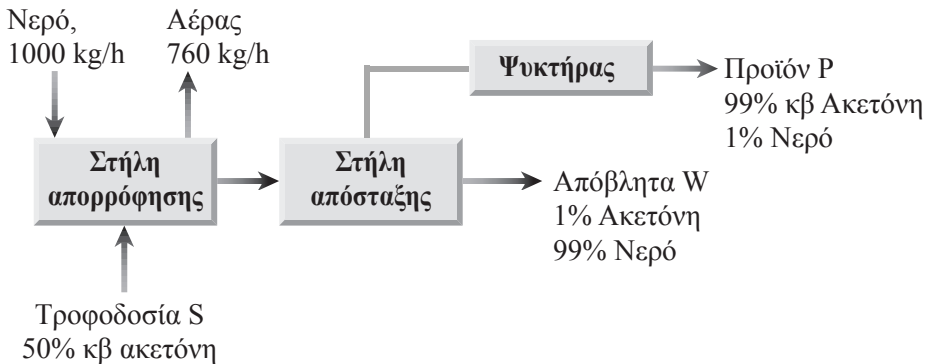 Νερό,
1000 kg/h
Αέρας
760 kg/h
Ψυκτήρας
Προϊόν P
99% κβ Ακετόνη
1% Νερό
Στήλη
απορρόφησης
Στήλη
απόσταξης
Απόβλητα W
1% Ακετόνη
99% Νερό
Τροφοδοσία S
50% κβ ακετόνη